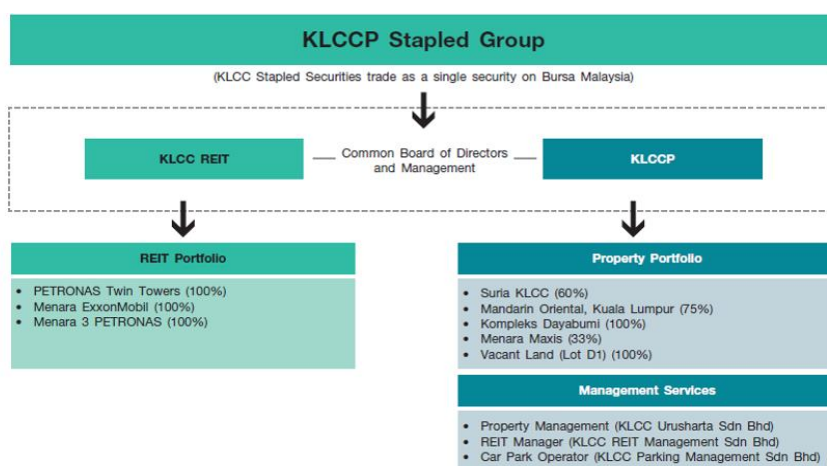 KLCCP Stapled Group
(KLCC Stapled Securities trade as a single security on Bursa Malaysia)
KLCC REIT
Common Board of Directors
and Management
KLCCP
REIT Portfolio
• PETRONAS Twin Towers (100%)
• Menara ExxonMobil (100%)
• Menara 3 PETRONAS (100%)
Property Portfolio
• Suria KLCC (60%)
• Mandarin Oriental, Kuala Lumpur (75%)
• Kompleks Dayabumi (100%)
• Menara Maxis (33%)
• Vacant Land (Lot D1) (100%)
Management Services
• Property Management (KLCC Urusharta Sdn Bhd)
• REIT Manager (KLCC REIT Management Sdn Bhd)
• Car Park Operator (KLCC Parking Management Sdn Bhd)